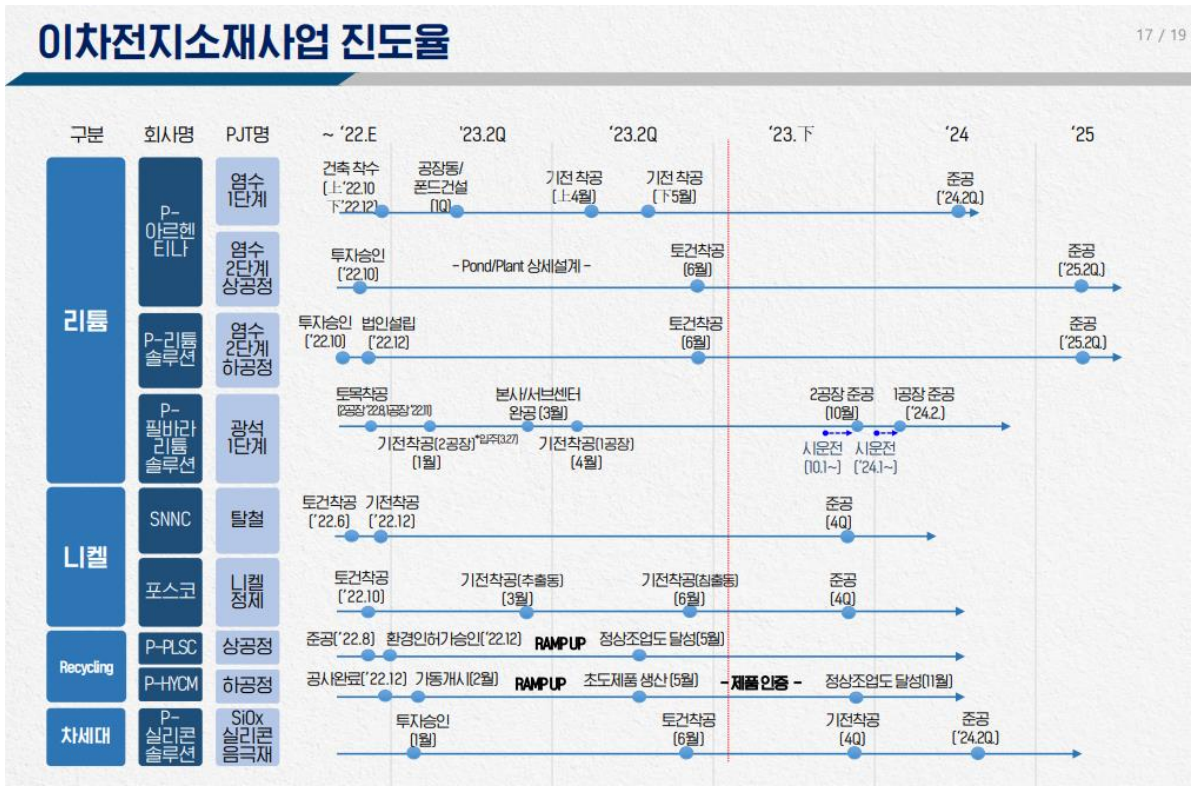 이차전지소재사업 진도율
17 / 19
구분 회사명 PJT명 ~ '22.E '23.2Q '23.2Q '23.下 '24 '25
리튬
P-
아르헨
티나
염수
1단계
건축 착수
(上'22.10
下'22.12)
공장동/
폰드건설
(1Q)
기전 착공
(上4월)
기전 착공
(下5월)
준공
('24.2Q.)
염수
2단계
상공정
투자승인
('22.10)
- Pond/Plant 상세설계 -
토건착공
(6월)
준공
('25.2Q.)
P-리튬
솔루션
염수
2단계
하공정
투자승인
('22.10)
법인설립
('22.12)
토건착공
(6월)
준공
('25.2Q.)
P-
필바라
리튬
솔루션
광석
1단계
토목착공
(2공장'22.8,1공장'22.11)
기전착공(2공장)
(1월)
본사/서브센터
완공 (3월)
*입주(3.27)
기전착공(1공장)
(4월)
2공장 준공
(10월)
1공장 준공
('24.2.)
시운전
(10.1~)
시운전
('24.1~)
니켈
SNNC
탈철
토건착공
('22.6)
기전착공
('22.12)
준공
(4Q)
포스코
니켈
정제
토건착공
('22.10)
기전착공(추출동)
(3월)
기전착공(침출동)
(6월)
준공
(4Q)
Recycling
P-PLSC
상공정
준공('22.8) 환경인허가승인('22.12) RAMP UP 정상조업도 달성(5월)
P-HYCM
하공정
공사완료('22.12) 가동개시(2월) RAMP UP 초도제품 생산 (5월) - 제품 인증 - 정상조업도 달성(11월)
차세대
P-
실리콘
솔루션
SiOx
실리콘
음극재
투자승인
(1월)
토건착공
(6월)
기전착공
(4Q)
준공
('24.2Q.)